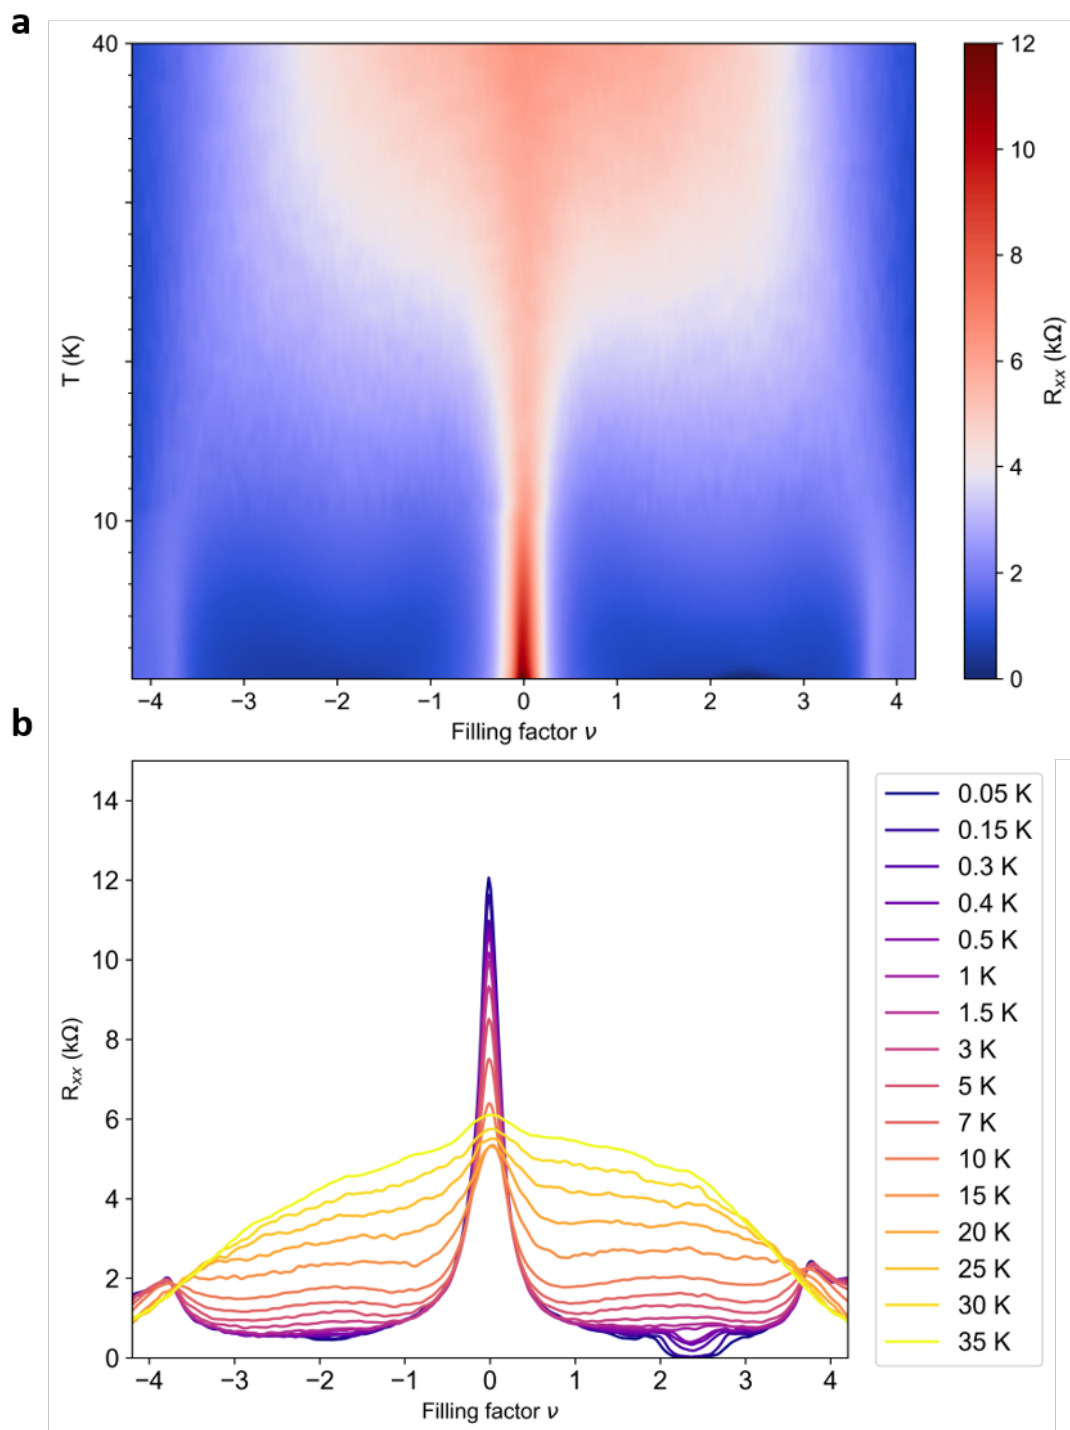 a
40
10
T (K)
−4 −3 −2 −1 0 1 2 3 4
Filling factor ν
12
10
8
6
4
2
0
Rxx (kΩ)
b
14
12
10
8
6
4
2
0
Rxx (kΩ)
−4 −3 −2 −1 0 1 2 3 4
Filling factor ν
0.05 K
0.15 K
0.3 K
0.4 K
0.5 K
1 K
1.5 K
3 K
5 K
7 K
10 K
15 K
20 K
25 K
30 K
35 K